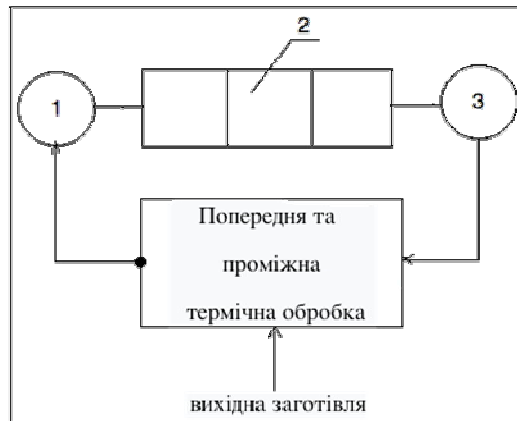 2
1
3
Попередня та
проміжна
термічна обробка
вихідна заготівля